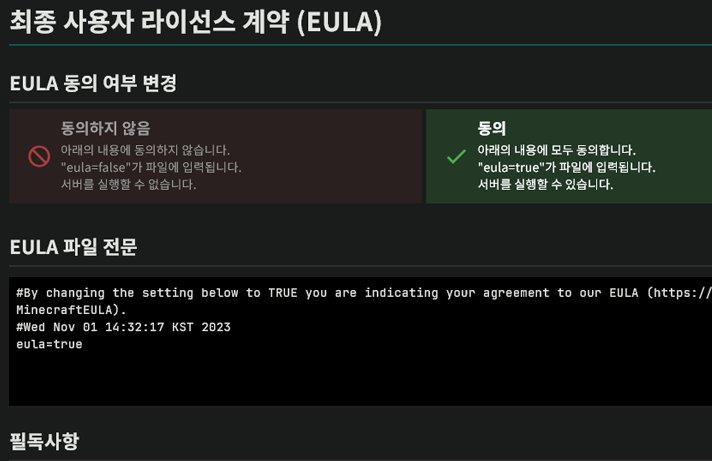 최종 사용자 라이선스 계약 (EULA)
EULA 동의 여부 변경
동의하지 않음
아래의 내용에 동의하지 않습니다.
"eula=false"가 파일에 입력됩니다.
서버를 실행할 수 없습니다.
동의
아래의 내용에 모두 동의합니다.
"eula=true"가 파일에 입력됩니다.
서버를 실행할 수 있습니다.
EULA 파일 전문
#By changing the setting below to TRUE you are indicating your agreement to our EULA (https://
MinecraftEULA).
#Wed Nov 01 14:32:17 KST 2023
eula=true
필독사항